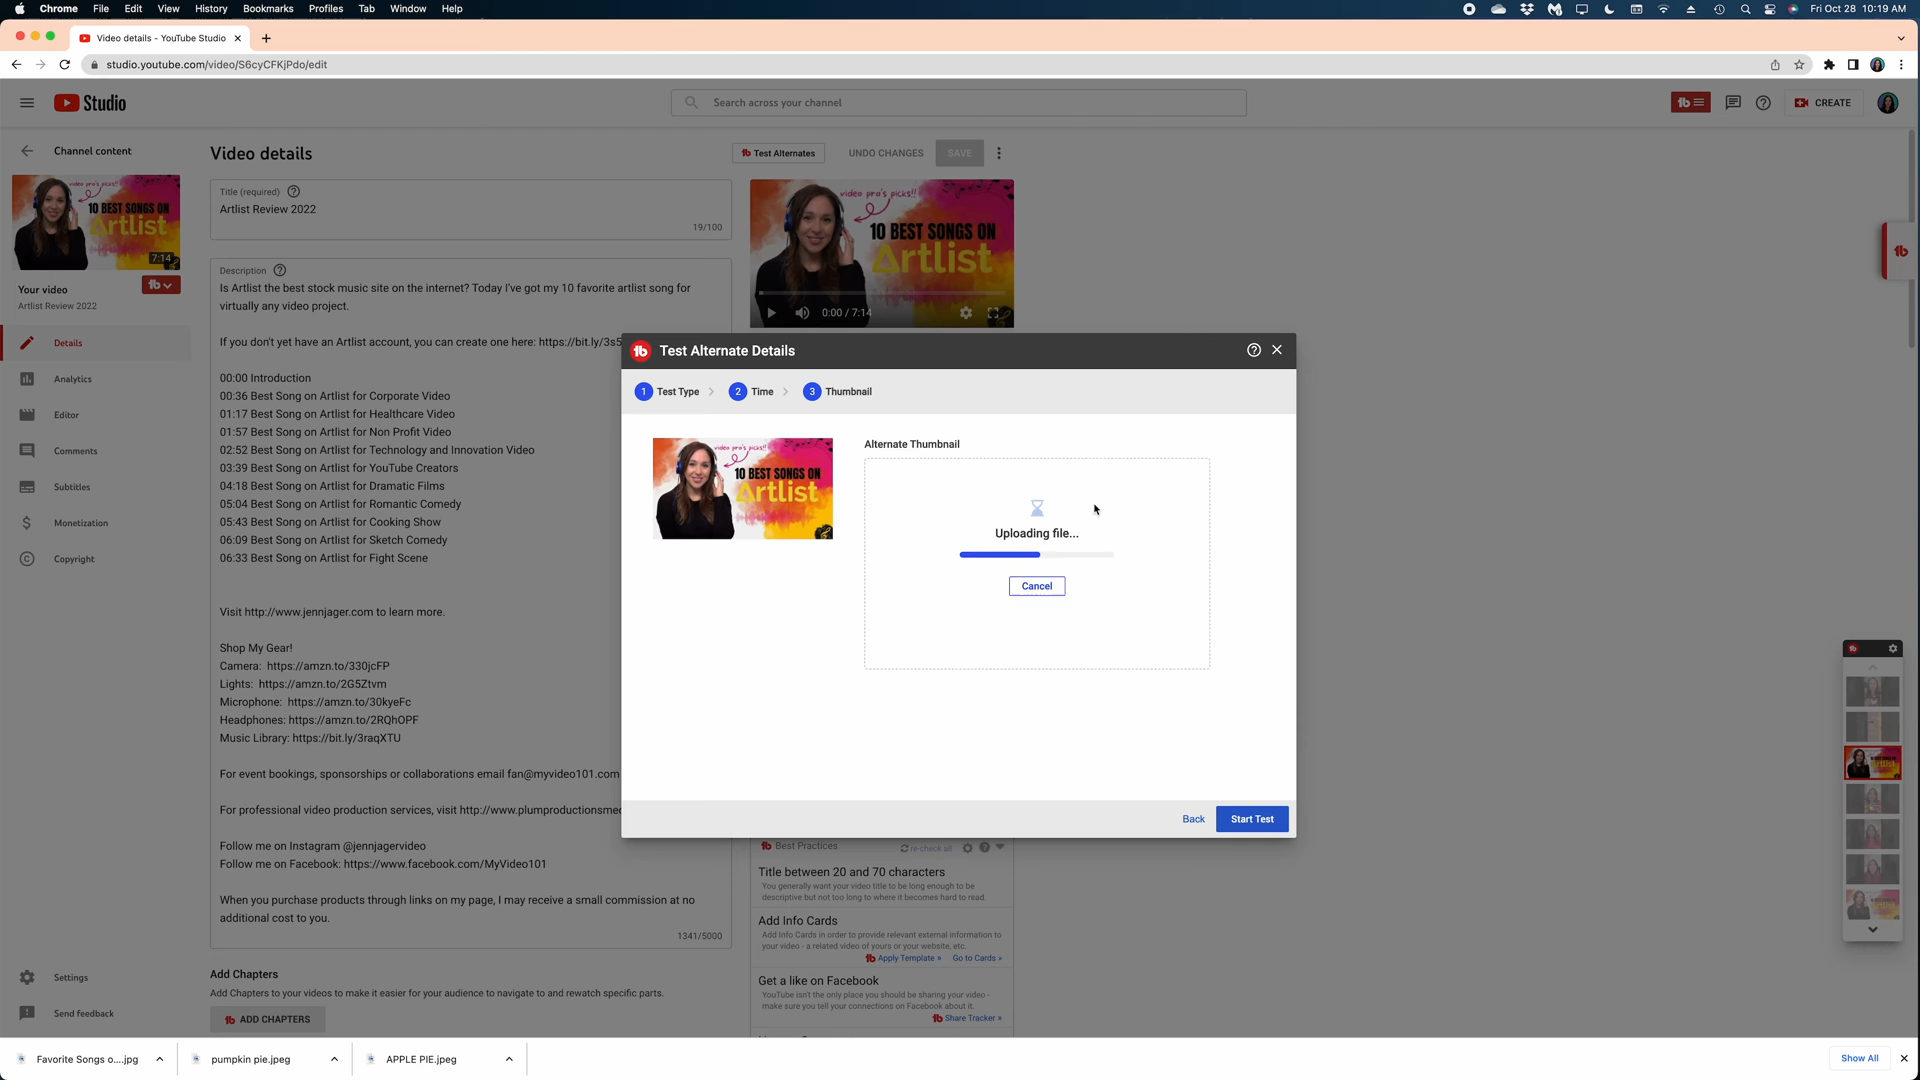 Chrome File Edit View History Bookmarks Profiles Tab Window Help
Fri Oct 28 10:19 AM
Video details - YouTube Studio
studio.youtube.com/video/S6cyCFKjPdo/edit
Studio
Search across your channel
CREATE
Channel content
Video details
Test Alternates
UNDO CHANGES
SAVE
video pro's picks!!
10 BEST SONGS ON
Artlist
7:14
Your video
Artlist Review 2022
Details
Analytics
Editor
Comments
Subtitles
Monetization
Copyright
Settings
Send feedback
Title (required)
Artlist Review 2022
19/100
Description
Is Artlist the best stock music site on the internet? Today I've got my 10 favorite artlist song for
virtually any video project.
If you don't yet have an Artlist account, you can create one here: https://bit.ly/3s5
00:00 Introduction
00:36 Best Song on Artlist for Corporate Video
01:17 Best Song on Artlist for Healthcare Video
01:57 Best Song on Artlist for Non Profit Video
02:52 Best Song on Artlist for Technology and Innovation Video
03:39 Best Song on Artlist for YouTube Creators
04:18 Best Song on Artlist for Dramatic Films
05:04 Best Song on Artlist for Romantic Comedy
05:43 Best Song on Artlist for Cooking Show
06:09 Best Song on Artlist for Sketch Comedy
06:33 Best Song on Artlist for Fight Scene
Visit http://www.jennjager.com to learn more.
Shop My Gear!
Camera: https://amzn.to/330jcFP
Lights: https://amzn.to/2G5Ztvm
Microphone: https://amzn.to/30kyeFc
Headphones: https://amzn.to/2RQhOPF
Music Library: https://bit.ly/3raqXTU
For event bookings, sponsorships or collaborations email fan@myvideo101.com
For professional video production services, visit http://www.plumproductionsmed
Follow me on Instagram @jennjagervideo
Follow me on Facebook: https://www.facebook.com/MyVideo101
When you purchase products through links on my page, I may receive a small commission at no
additional cost to you.
1341/5000
Add Chapters
Add Chapters to your videos to make it easier for your audience to navigate to and rewatch specific parts.
ADD CHAPTERS
video pro's picks!!
10 BEST SONGS ON
Artlist
0:00 / 7:14
Test Alternate Details
1 Test Type
2 Time
3 Thumbnail
video pro's picks!!
10 BEST SONGS ON
Artlist
Alternate Thumbnail
Uploading file...
Cancel
Back
Start Test
Best Practices
re-check all
Title between 20 and 70 characters
You generally want your video title to be long enough to be
descriptive but not too long to where it becomes hard to read.
Add Info Cards
Add Info Cards in order to provide relevant external information to
your video - a related video of yours or your website, etc.
Apply Template »
Go to Cards »
Get a like on Facebook
YouTube isn't the only place you should be sharing your video -
make sure you tell your connections on Facebook about it.
Share Tracker »
Favorite Songs o....jpg
pumpkin pie.jpeg
APPLE PIE.jpeg
Show All